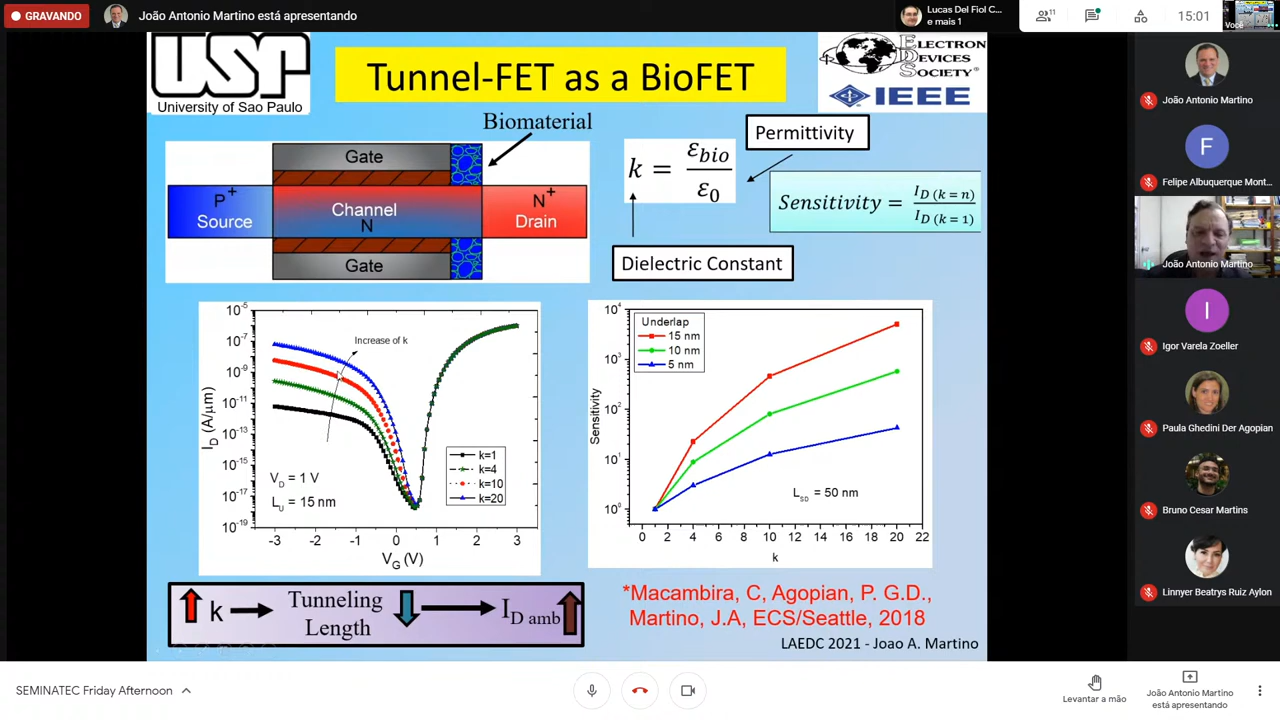 GRAVANDO
João Antonio Martino está apresentando
Lucas Del Fiol C...
e mais 1
11
15:01
Você
USP
University of Sao Paulo
Tunnel-FET as a BioFET
ELECTRON
DEVICES
SOCIETY®
IEEE
Biomaterial
Gate
P+
Source
Channel
N
N+
Drain
Gate
k = εbio / ε0
Permittivity
Dielectric Constant
Sensitivity = ID (k = n) / ID (k = 1)
10^-5
10^-7
10^-9
10^-11
10^-13
10^-15
10^-17
10^-19
ID (A/μm)
Increase of k
VD = 1 V
LU = 15 nm
k=1
k=4
k=10
k=20
-3 -2 -1 0 1 2 3
VG (V)
10^4
10^3
10^2
10^1
10^0
Sensitivity
Underlap
15 nm
10 nm
5 nm
LSD = 50 nm
0 2 4 6 8 10 12 14 16 18 20 22
k
k
Tunneling
Length
ID amb
*Macambira, C, Agopian, P. G.D.,
Martino, J.A, ECS/Seattle, 2018
LAEDC 2021 - Joao A. Martino
João Antonio Martino
F
Felipe Albuquerque Mont...
João Antonio Martino
I
Igor Varela Zoeller
Paula Ghedini Der Agopian
Bruno Cesar Martins
Linnyer Beatrys Ruiz Aylon
SEMINATEC Friday Afternoon
Levantar a mão
João Antonio Martino
está apresentando